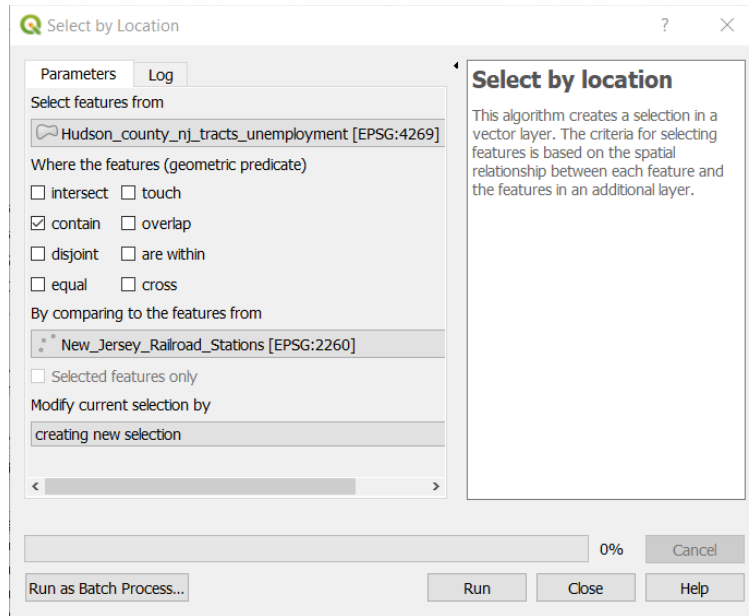 Select by Location
Parameters Log
Select features from
Hudson_county_nj_tracts_unemployment [EPSG:4269]
Where the features (geometric predicate)
intersect touch
contain overlap
disjoint are within
equal cross
By comparing to the features from
New_Jersey_Railroad_Stations [EPSG:2260]
Selected features only
Modify current selection by
creating new selection
Select by location
This algorithm creates a selection in a
vector layer. The criteria for selecting
features is based on the spatial
relationship between each feature and
the features in an additional layer.
0% Cancel
Run as Batch Process... Run Close Help